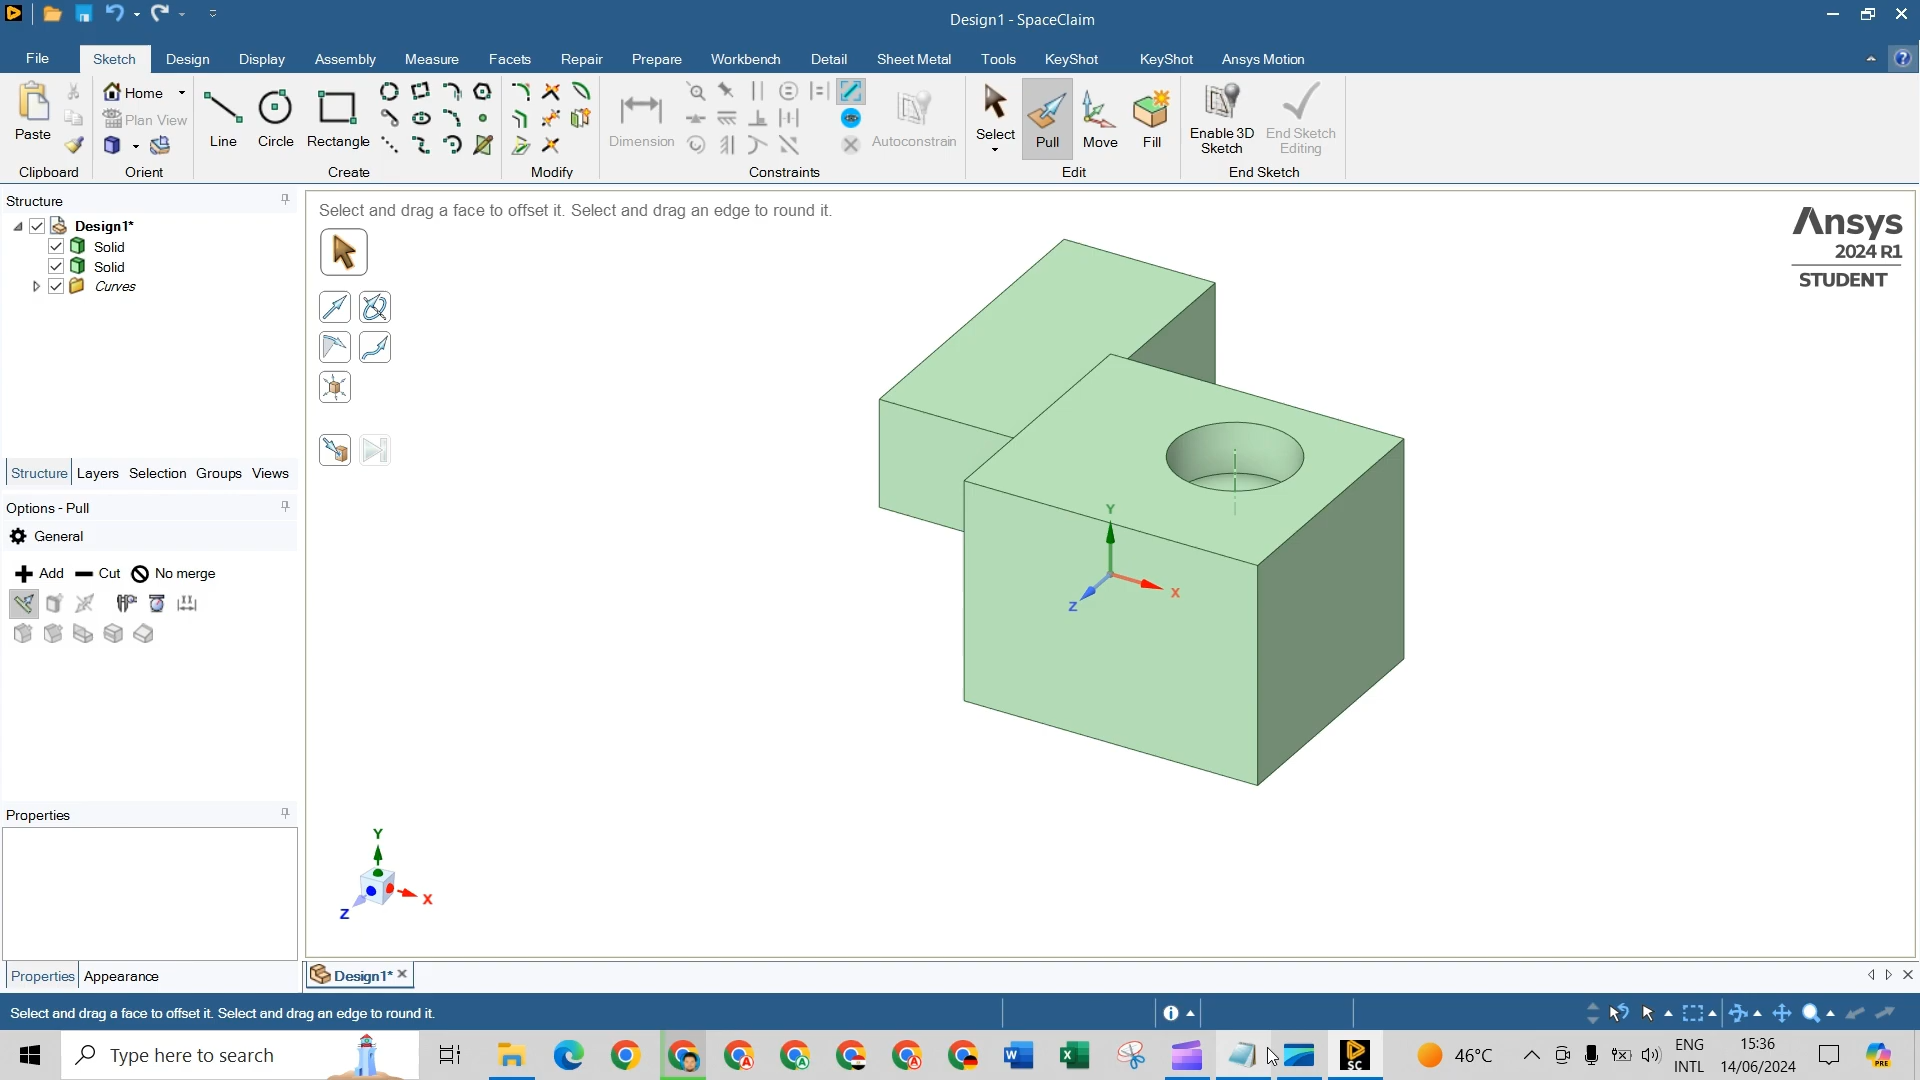 Design1 - SpaceClaim
File Sketch Design Display Assembly Measure Facets Repair Prepare Workbench Detail Sheet Metal Tools KeyShot KeyShot Ansys Motion
Paste
Home
Plan View
Line Circle Rectangle
Dimension
Autoconstrain
Select Pull Move Fill
Enable 3D Sketch
End Sketch Editing
Clipboard Orient Create Modify Constraints Edit End Sketch
Structure
Design1*
Solid
Solid
Curves
Structure Layers Selection Groups Views
Options - Pull
General
Add Cut No merge
Properties
Properties Appearance
Select and drag a face to offset it. Select and drag an edge to round it.
Ansys
2024 R1
STUDENT
Y
X
Z
Y
X
Z
Design1*
Select and drag a face to offset it. Select and drag an edge to round it.
Type here to search
SC
46°C
ENG
INTL
15:36
14/06/2024
PRE